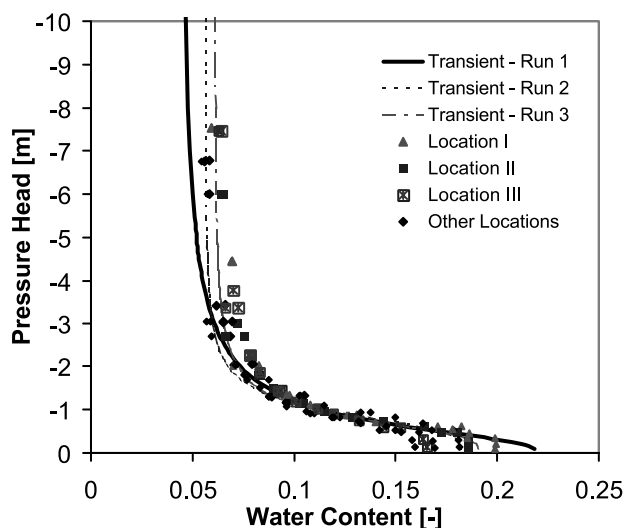 Pressure Head [m]
-10
-9
-8
-7
-6
-5
-4
-3
-2
-1
0
0
0.05
0.1
0.15
0.2
0.25
Water Content [-]
Transient - Run 1
Transient - Run 2
Transient - Run 3
Location I
Location II
Location III
Other Locations